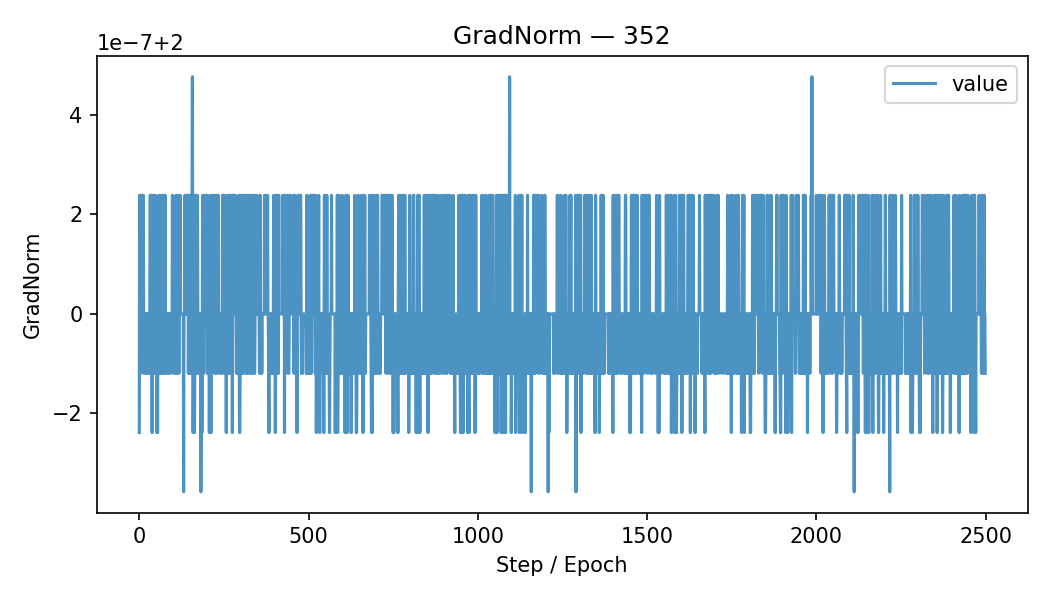 GradNorm — 352
1e−7+2
value
4
2
0
−2
GradNorm
0 500 1000 1500 2000 2500
Step / Epoch